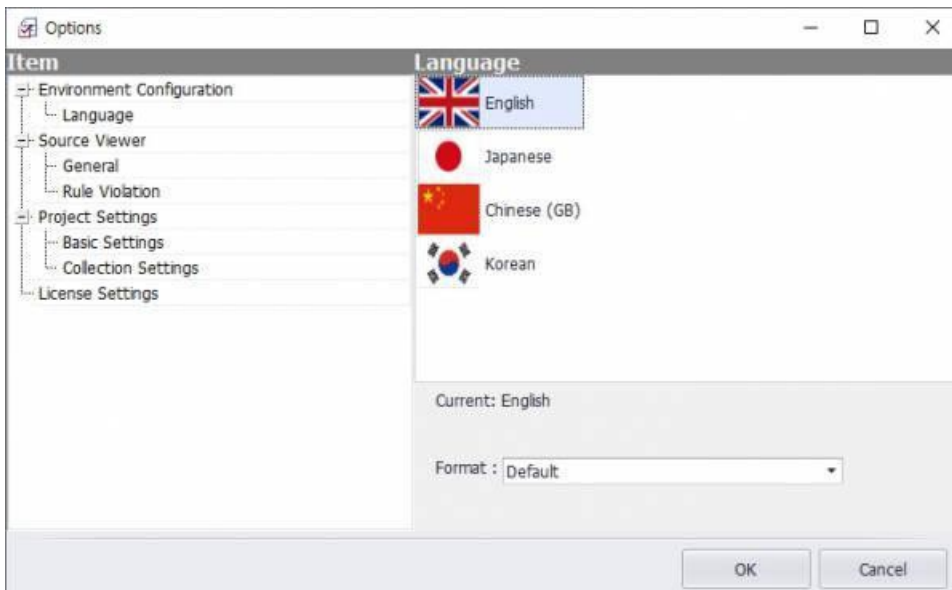 Options
Item
Environment Configuration
Language
Source Viewer
General
Rule Violation
Project Settings
Basic Settings
Collection Settings
License Settings
Language
English
Japanese
Chinese (GB)
Korean
Current: English
Format : Default
OK
Cancel